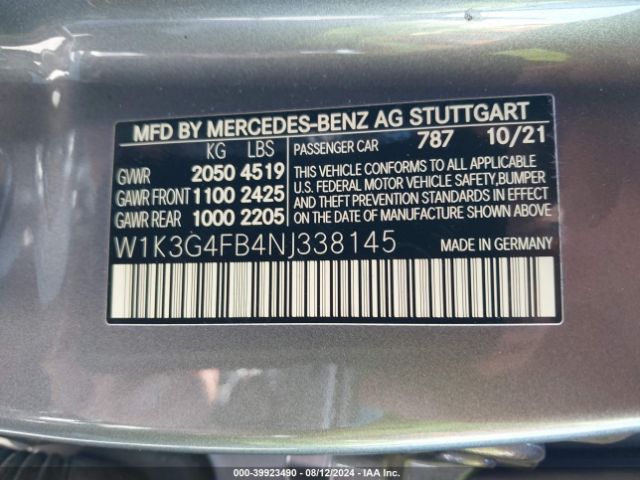 MFD BY MERCEDES-BENZ AG STUTTGART
KG LBS
GVWR 2050 4519
GAWR FRONT 1100 2425
GAWR REAR 1000 2205
PASSENGER CAR 787 10/21
THIS VEHICLE CONFORMS TO ALL APPLICABLE
U.S. FEDERAL MOTOR VEHICLE SAFETY,BUMPER
AND THEFT PREVENTION STANDARDS IN EFFECT
ON THE DATE OF MANUFACTURE SHOWN ABOVE.
W1K3G4FB4NJ338145 MADE IN GERMANY
000-39923490 - 08/12/2024 - IAA Inc.